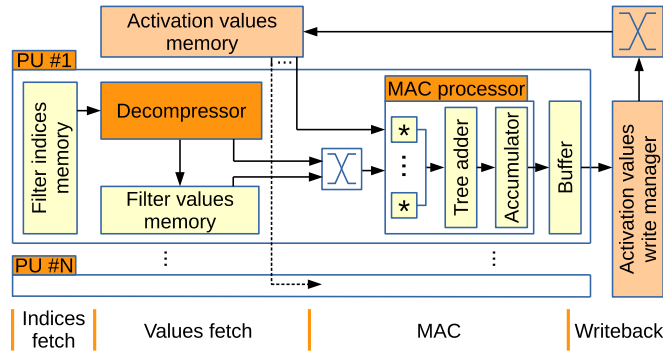 Activation values
memory
PU #1
...
MAC processor
Filter indices
memory
Decompressor
Filter values
memory
*
...
*
Tree adder
Accumulator
Buffer
Activation values
write manager
...
...
PU #N
Indices
fetch
Values fetch
MAC
Writeback